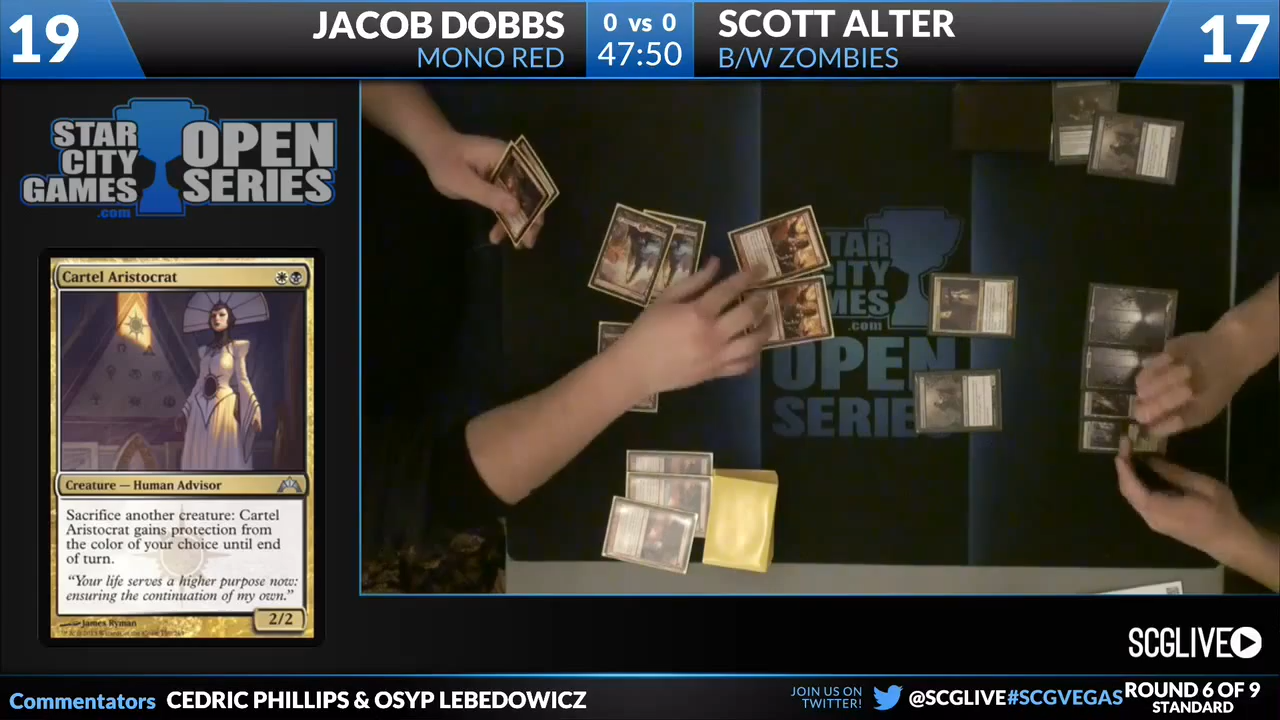 19
JACOB DOBBS
MONO RED
0 vs 0
47:50
SCOTT ALTER
B/W ZOMBIES
17
STAR
CITY
GAMES
.com
OPEN
SERIES
Cartel Aristocrat
Creature — Human Advisor
Sacrifice another creature: Cartel
Aristocrat gains protection from
the color of your choice until end
of turn.
"Your life serves a higher purpose now:
ensuring the continuation of my own."
James Ryman
2/2
STAR
CITY
GAMES
.com
OPEN
SERIES
SCGLIVE
Commentators CEDRIC PHILLIPS & OSYP LEBEDOWICZ
JOIN US ON
TWITTER!
@SCGLIVE#SCGVEGAS
ROUND 6 OF 9
STANDARD